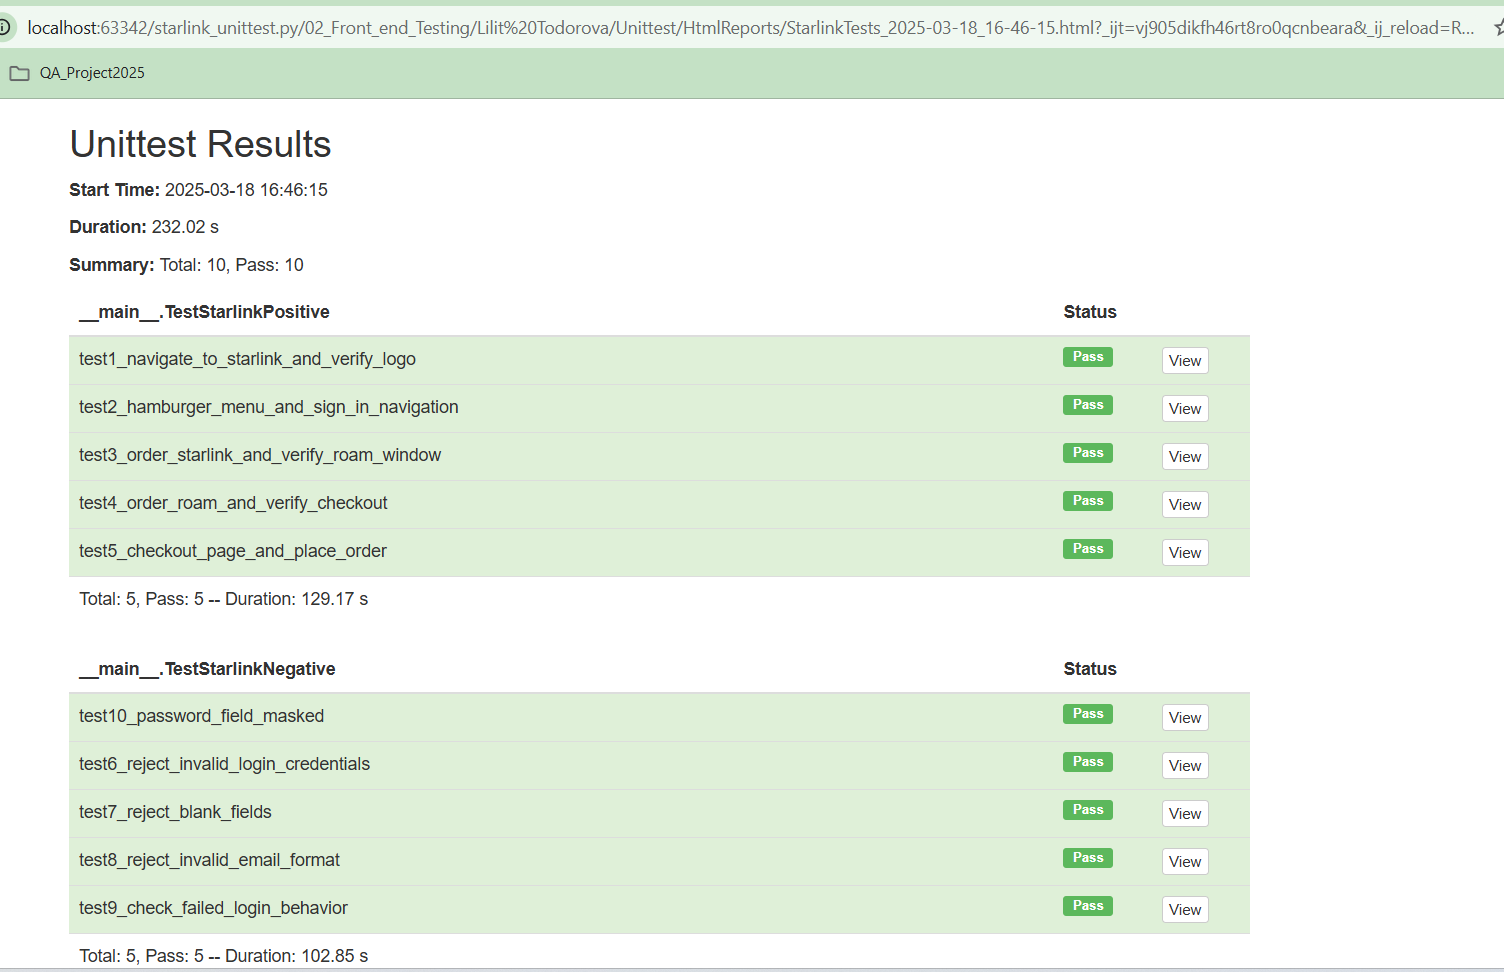 localhost:63342/starlink_unittest.py/02_Front_end_Testing/Lilit%20Todorova/Unittest/HtmlReports/StarlinkTests_2025-03-18_16-46-15.html?_ijt=vj905dikfh46rt8ro0qcnbeara&_ij_reload=R...
QA_Project2025
Unittest Results
Start Time: 2025-03-18 16:46:15
Duration: 232.02 s
Summary: Total: 10, Pass: 10
__main__.TestStarlinkPositive Status
test1_navigate_to_starlink_and_verify_logo Pass View
test2_hamburger_menu_and_sign_in_navigation Pass View
test3_order_starlink_and_verify_roam_window Pass View
test4_order_roam_and_verify_checkout Pass View
test5_checkout_page_and_place_order Pass View
Total: 5, Pass: 5 -- Duration: 129.17 s
__main__.TestStarlinkNegative Status
test10_password_field_masked Pass View
test6_reject_invalid_login_credentials Pass View
test7_reject_blank_fields Pass View
test8_reject_invalid_email_format Pass View
test9_check_failed_login_behavior Pass View
Total: 5, Pass: 5 -- Duration: 102.85 s